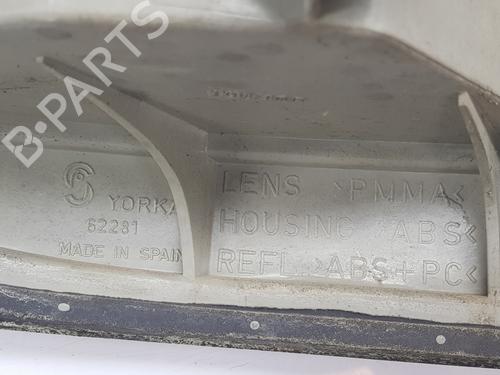 B-PARTS
YORKA
62281
MADE IN SPAIN
LENS >PMMA<
HOUSING >ABS<
REFL. >ABS+PC<